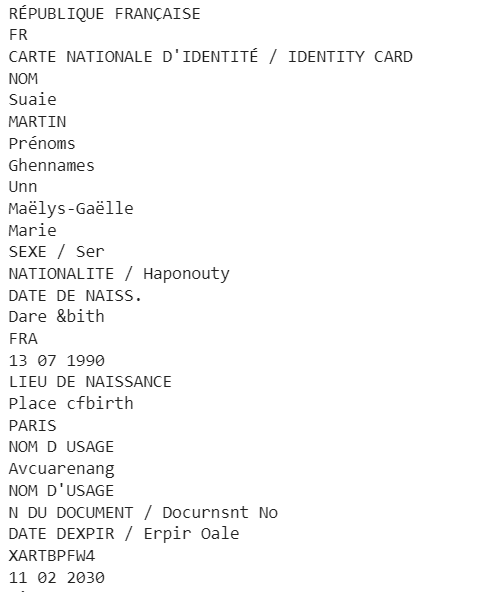 RÉPUBLIQUE FRANÇAISE
FR
CARTE NATIONALE D'IDENTITÉ / IDENTITY CARD
NOM
Suaie
MARTIN
Prénoms
Ghennames
Unn
Maëlys-Gaëlle
Marie
SEXE / Ser
NATIONALITE / Haponouty
DATE DE NAISS.
Dare &bith
FRA
13 07 1990
LIEU DE NAISSANCE
Place cfbirth
PARIS
NOM D USAGE
Avcuarenang
NOM D'USAGE
N DU DOCUMENT / Docurnsnt No
DATE DEXPIR / Erpir Oale
XARTBPFW4
11 02 2030